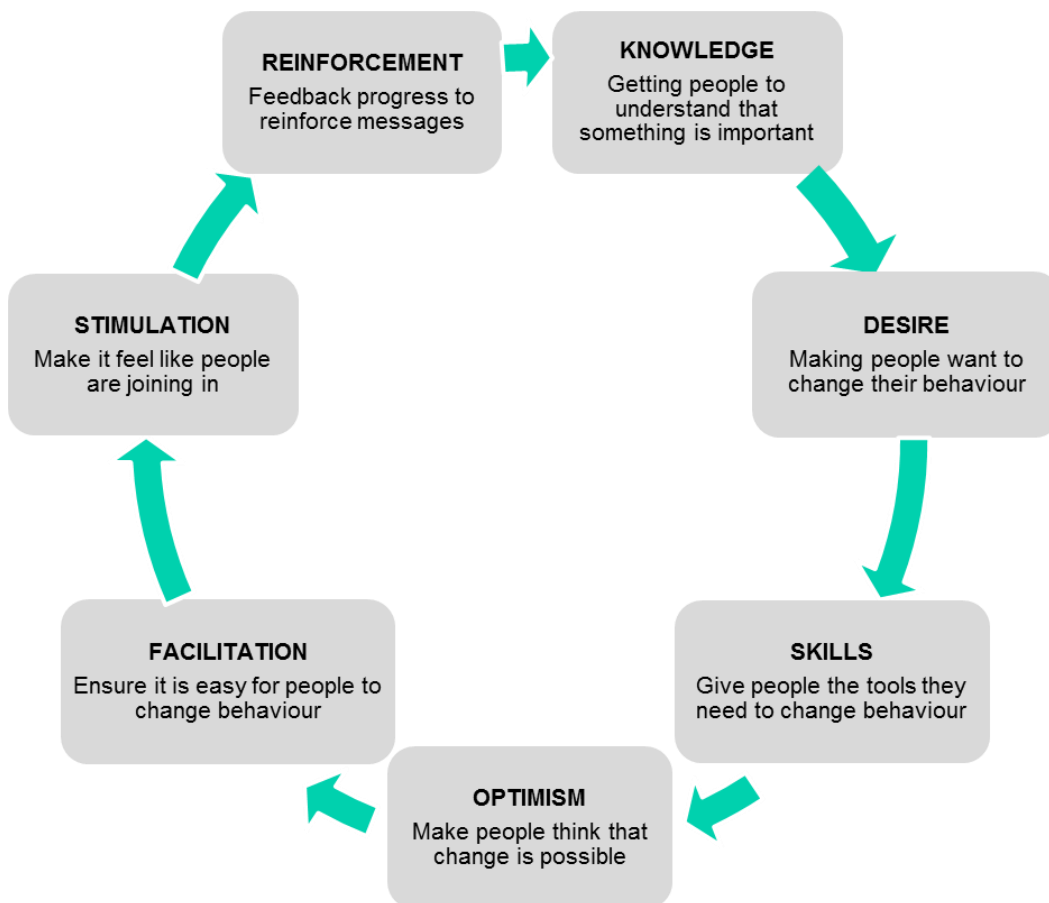 REINFORCEMENT
Feedback progress to
reinforce messages
KNOWLEDGE
Getting people to
understand that
something is important
DESIRE
Making people want to
change their behaviour
SKILLS
Give people the tools they
need to change behaviour
OPTIMISM
Make people think that
change is possible
FACILITATION
Ensure it is easy for people to
change behaviour
STIMULATION
Make it feel like people
are joining in